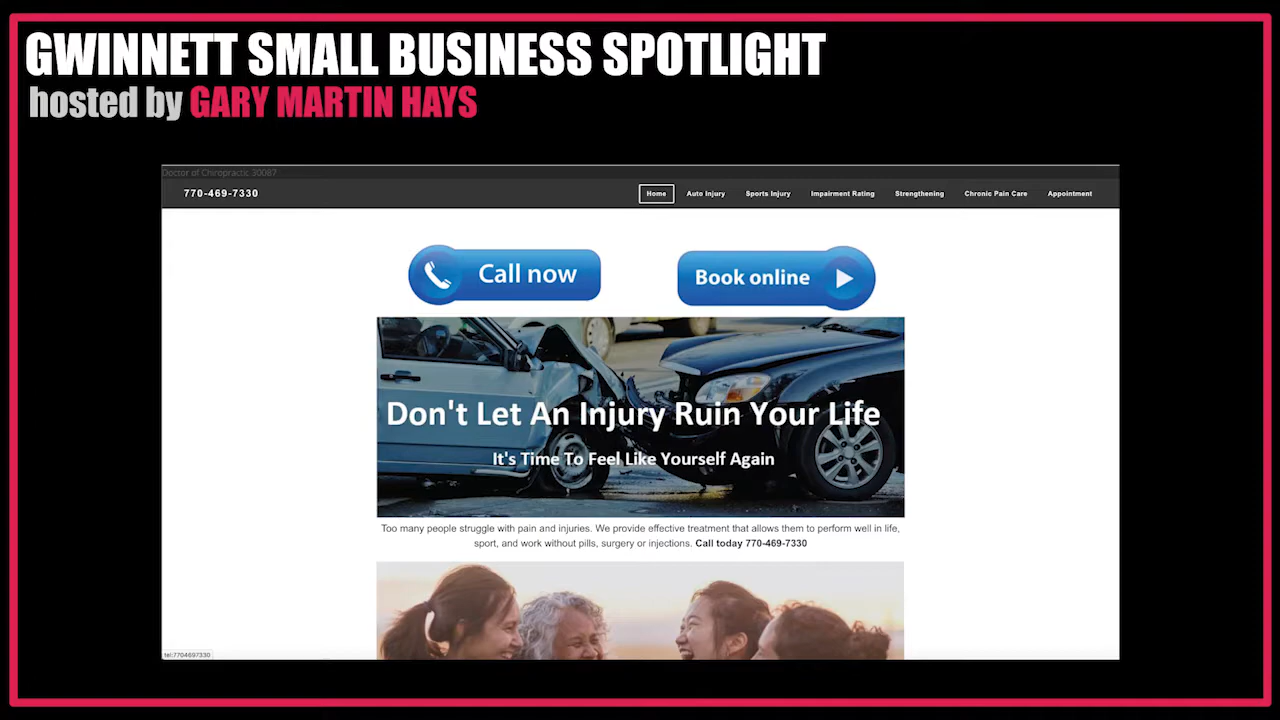 GWINNETT SMALL BUSINESS SPOTLIGHT
hosted by GARY MARTIN HAYS
Doctor of Chiropractic 30087
770-469-7330
Home Auto Injury Sports Injury Impairment Rating Strengthening Chronic Pain Care Appointment
Call now
Book online
Don't Let An Injury Ruin Your Life
It's Time To Feel Like Yourself Again
Too many people struggle with pain and injuries. We provide effective treatment that allows them to perform well in life,
sport, and work without pills, surgery or injections. Call today 770-469-7330
tel:7704697330